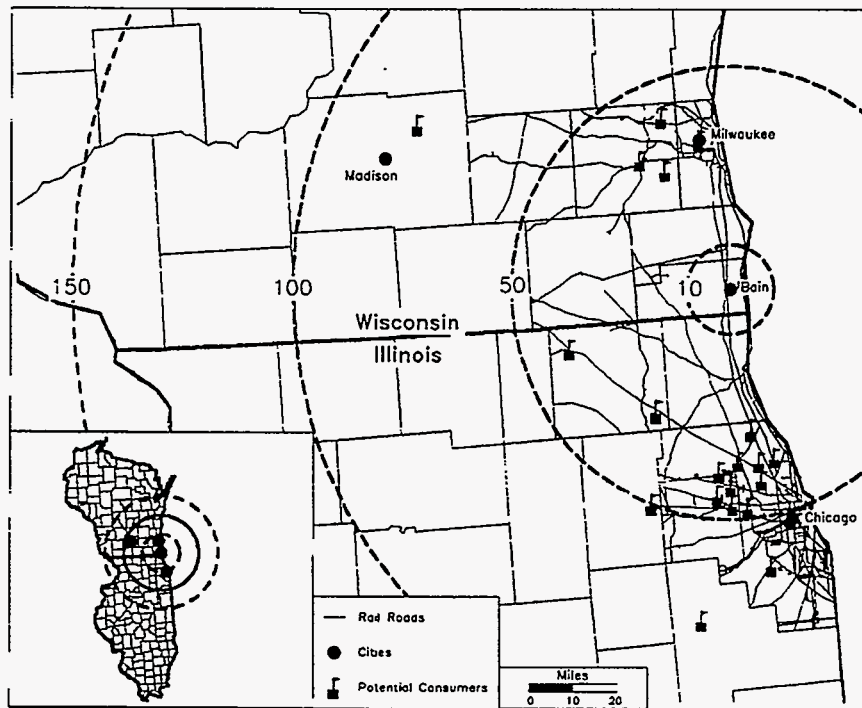 Milwaukee
Madison
150
100
50
10
Bain
Wisconsin
Illinois
Chicago
Rail Roads
Cities
Potential Consumers
Miles
0 10 20